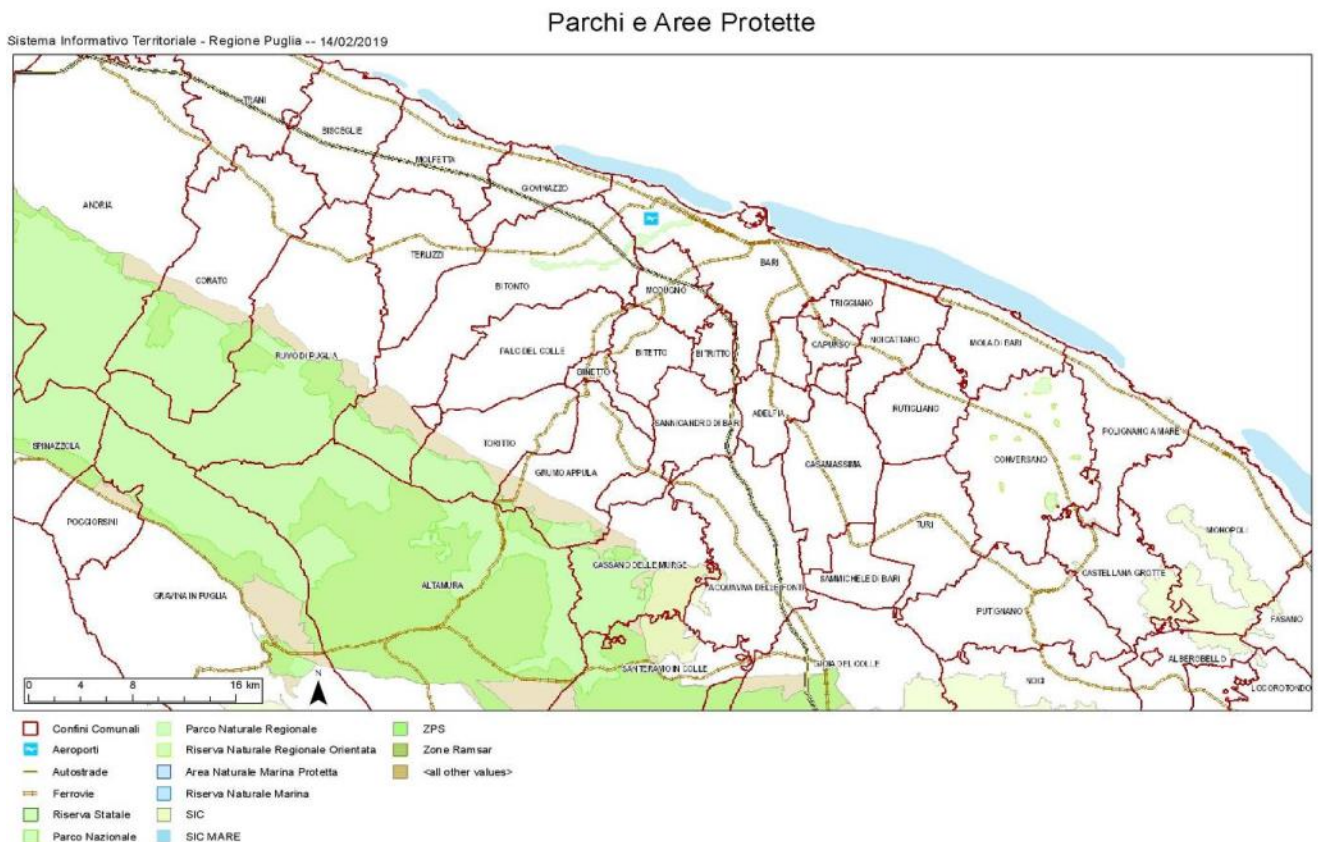 Parchi e Aree Protette
Sistema Informativo Territoriale - Regione Puglia -- 14/02/2019
TRANI
BISCEGLIE
MOLFETTA
GIOVINAZZO
ANDRIA
CORATO
TERLIZZI
BITONTO
BARI
MODUGNO
TRIGGIANO
RUVO DI PUGLIA
PALO DEL COLLE
BITETTO
BITRITTO
CAPURSO
NOICATTARO
MOLA DI BARI
BINETTO
ADELFIA
RUTIGLIANO
SANNICANDRO DI BARI
POLIGNANO A MARE
SPINAZZOLA
TORITTO
GRUMO APPULA
CASAMASSIMA
CONVERSANO
POGGIORSINI
TURI
MONOPOLI
CASSANO DELLE MURGE
ACQUAVIVA DELLE FONTI
SAMMICHELE DI BARI
CASTELLANA GROTTE
ALTAMURA
GRAVINA IN PUGLIA
PUTIGNANO
FASANO
SANTERAMO IN COLLE
GIOIA DEL COLLE
NOCI
ALBEROBELLO
LOCOROTONDO
0 4 8 16 km
N
Confini Comunali
Aeroporti
Autostrade
Ferrovie
Riserva Statale
Parco Nazionale
Parco Naturale Regionale
Riserva Naturale Regionale Orientata
Area Naturale Marina Protetta
Riserva Naturale Marina
SIC
SIC MARE
ZPS
Zone Ramsar
<all other values>